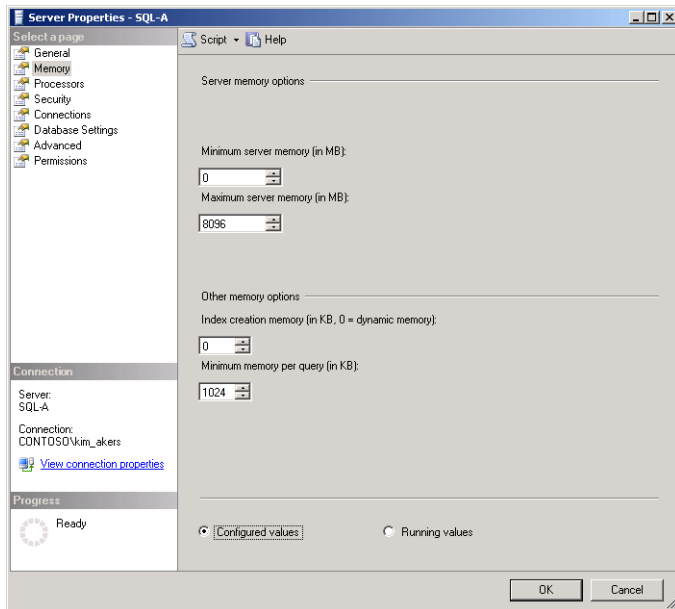 Server Properties - SQL-A
Select a page
General
Memory
Processors
Security
Connections
Database Settings
Advanced
Permissions
Script
Help
Server memory options
Minimum server memory (in MB):
0
Maximum server memory (in MB):
8096
Other memory options
Index creation memory (in KB, 0 = dynamic memory):
0
Minimum memory per query (in KB):
1024
Configured values
Running values
Connection
Server:
SQL-A
Connection:
CONTOSO\kim_akers
View connection properties
Progress
Ready
OK
Cancel